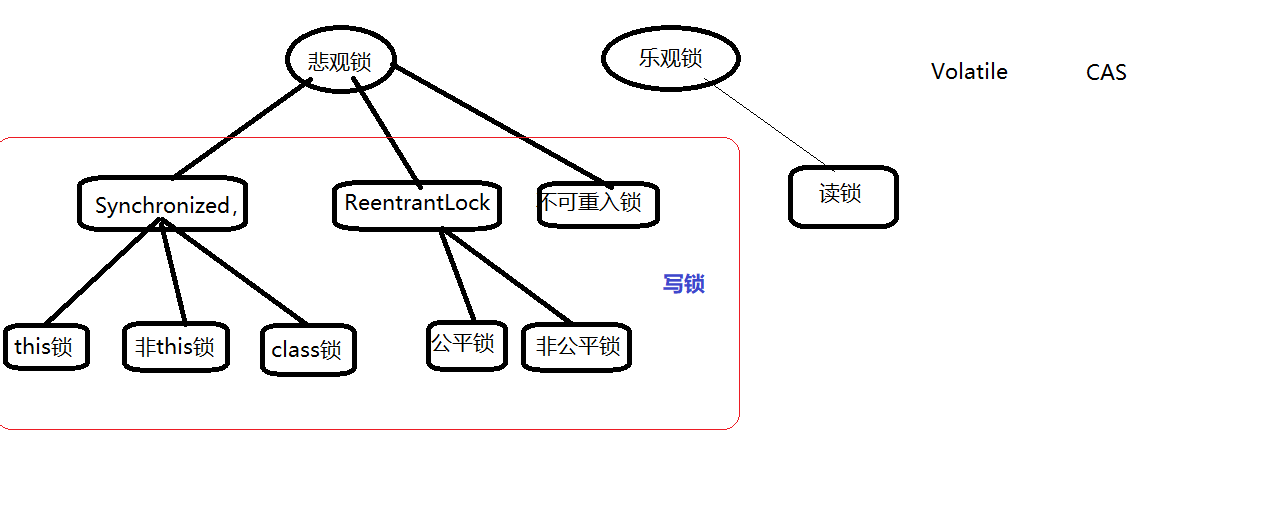 悲观锁
乐观锁
Volatile
CAS
Synchronized，
ReentrantLock
不可重入锁
读锁
写锁
this锁
非this锁
class锁
公平锁
非公平锁